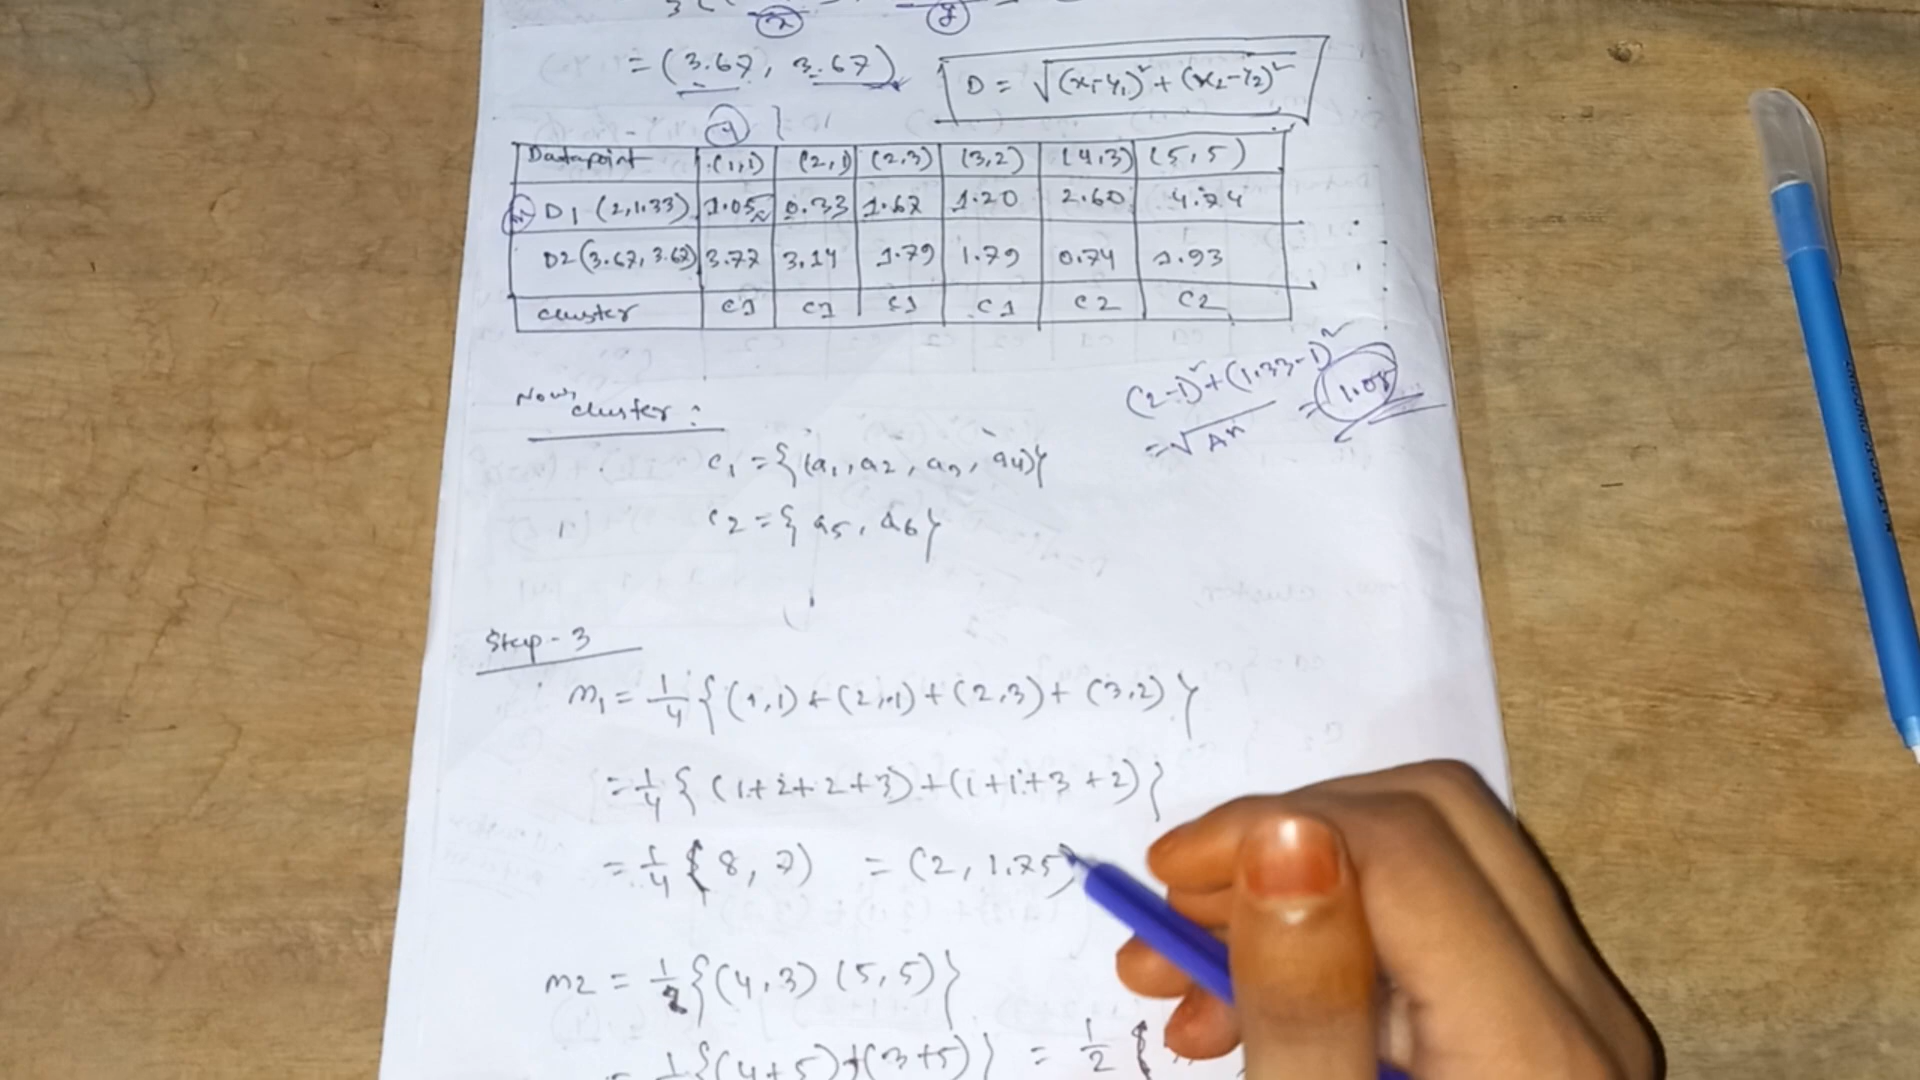 = (3.67, 3.67)
D = √(x₁-y₁)² + (x₂-y₂)²
Datapoint (1,1) (2,1) (2,3) (3,2) (4,3) (5,5)
D1 (2,1.33) 1.05 0.33 1.67 1.20 2.60 4.74
D2 (3.67, 3.67) 3.77 3.14 1.79 1.79 0.74 1.93
cluster C1 C1 C1 C1 C2 C2
(2-1)² + (1.33-1)²
= √Ans = 1.05
Now,
cluster:
c₁ = {(a₁, a₂, a₃, a₄)}
c₂ = { a₅, a₆}
Step-3
m₁ = 1/4 {(1,1) + (2,1) + (2,3) + (3,2)}
= 1/4 { (1+2+2+3) + (1+1+3+2)}
= 1/4 { 8, 7) = (2, 1.75)
m2 = 1/2 {(4,3) (5,5)}
= 1/2 {(4+5)+(3+5)} = 1/2 {